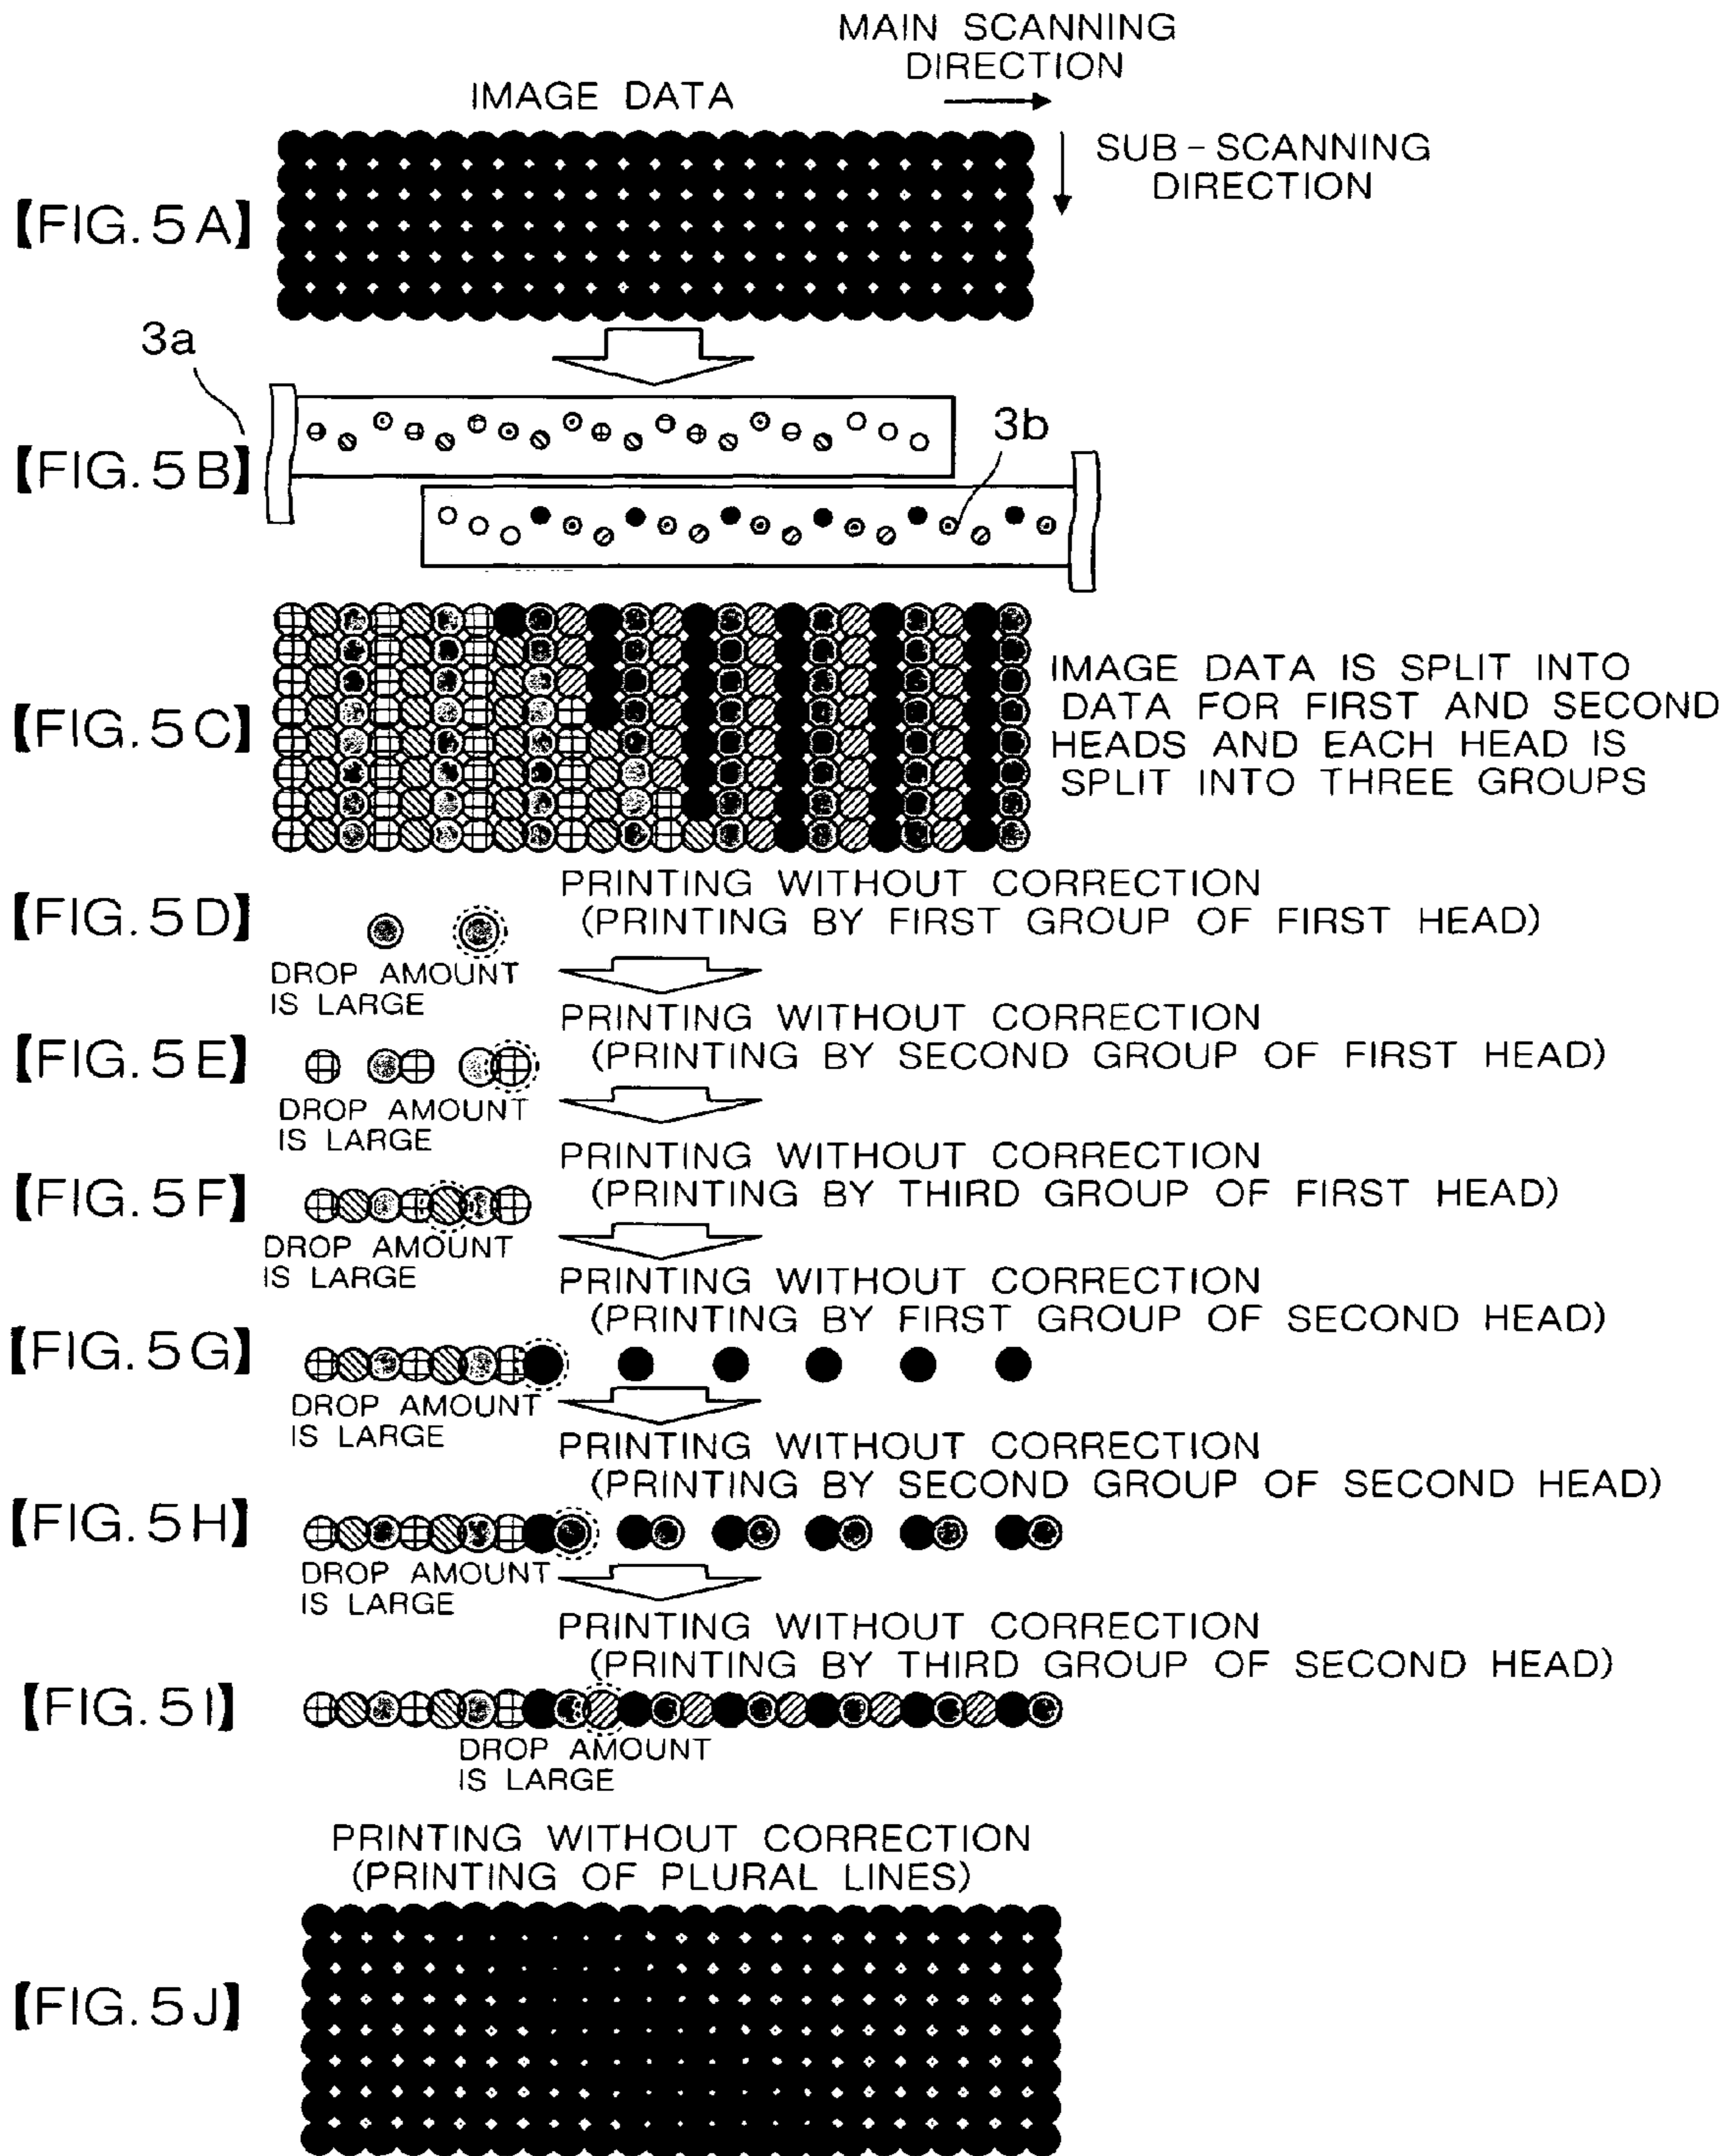 MAIN SCANNING
DIRECTION
IMAGE DATA
SUB-SCANNING
DIRECTION
【FIG. 5A】
3a
3b
【FIG. 5B】
【FIG. 5C】
IMAGE DATA IS SPLIT INTO
DATA FOR FIRST AND SECOND
HEADS AND EACH HEAD IS
SPLIT INTO THREE GROUPS
【FIG. 5D】
PRINTING WITHOUT CORRECTION
(PRINTING BY FIRST GROUP OF FIRST HEAD)
DROP AMOUNT
IS LARGE
【FIG. 5E】
PRINTING WITHOUT CORRECTION
(PRINTING BY SECOND GROUP OF FIRST HEAD)
DROP AMOUNT
IS LARGE
【FIG. 5F】
PRINTING WITHOUT CORRECTION
(PRINTING BY THIRD GROUP OF FIRST HEAD)
DROP AMOUNT
IS LARGE
PRINTING WITHOUT CORRECTION
(PRINTING BY FIRST GROUP OF SECOND HEAD)
【FIG. 5G】
DROP AMOUNT
IS LARGE
PRINTING WITHOUT CORRECTION
(PRINTING BY SECOND GROUP OF SECOND HEAD)
【FIG. 5H】
DROP AMOUNT
IS LARGE
PRINTING WITHOUT CORRECTION
(PRINTING BY THIRD GROUP OF SECOND HEAD)
【FIG. 5I】
DROP AMOUNT
IS LARGE
PRINTING WITHOUT CORRECTION
(PRINTING OF PLURAL LINES)
【FIG. 5J】